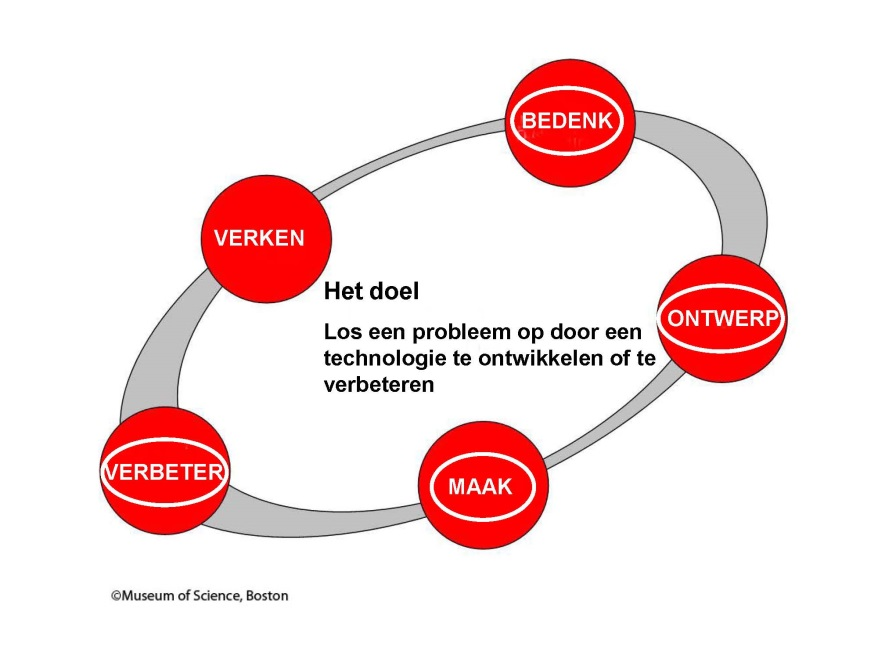 BEDENK
VERKEN
Het doel
Los een probleem op door een
technologie te ontwikkelen of te
verbeteren
ONTWERP
MAAK
VERBETER
©Museum of Science, Boston